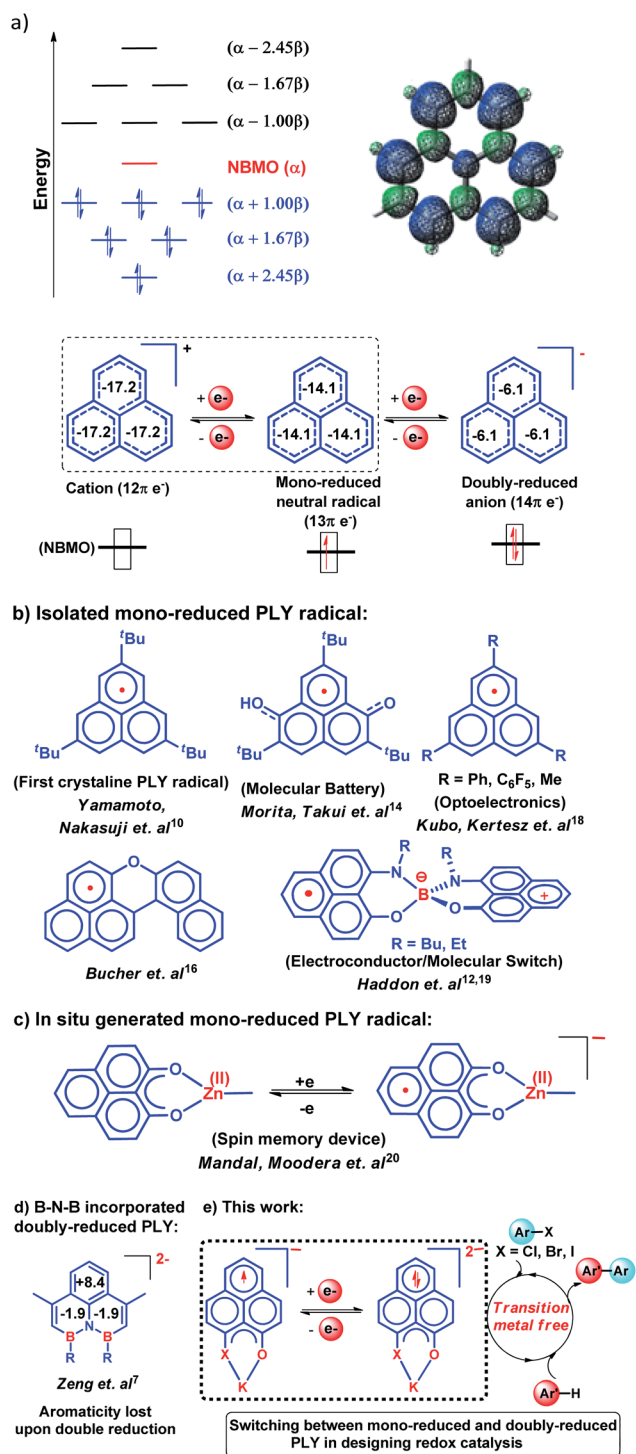 a)
Energy
(α − 2.45β)
(α − 1.67β)
(α − 1.00β)
NBMO (α)
(α + 1.00β)
(α + 1.67β)
(α + 2.45β)
+
-
-17.2
-17.2 -17.2
+ e-
- e-
-14.1
-14.1 -14.1
+ e-
- e-
-6.1
-6.1 -6.1
Cation (12π e⁻)
Mono-reduced
neutral radical
(13π e⁻)
Doubly-reduced
anion (14π e⁻)
(NBMO)
b) Isolated mono-reduced PLY radical:
ᵗBu
ᵗBu ᵗBu
(First crystaline PLY radical)
Yamamoto,
Nakasuji et. al¹⁰
ᵗBu
HO O
ᵗBu ᵗBu
(Molecular Battery)
Morita, Takui et. al¹⁴
R
R R
R = Ph, C₆F₅, Me
(Optoelectronics)
Kubo, Kertesz et. al¹⁸
O
Bucher et. al¹⁶
R R
N ⊖ N
B
O O
+
R = Bu, Et
(Electroconductor/Molecular Switch)
Haddon et. al¹²,¹⁹
c) In situ generated mono-reduced PLY radical:
O
(II)
Zn
O
+e
-e
O
(II)
Zn
O
−
(Spin memory device)
Mandal, Moodera et. al²⁰
d) B-N-B incorporated
doubly-reduced PLY:
2-
+8.4
-1.9 -1.9
N
B B
R R
Zeng et. al⁷
Aromaticity lost
upon double reduction
e) This work:
−
X O
K
+ e-
- e-
2−
X O
K
Ar X
X = Cl, Br, I
Ar' Ar
Transition
metal free
Ar' H
Switching between mono-reduced and doubly-reduced
PLY in designing redox catalysis